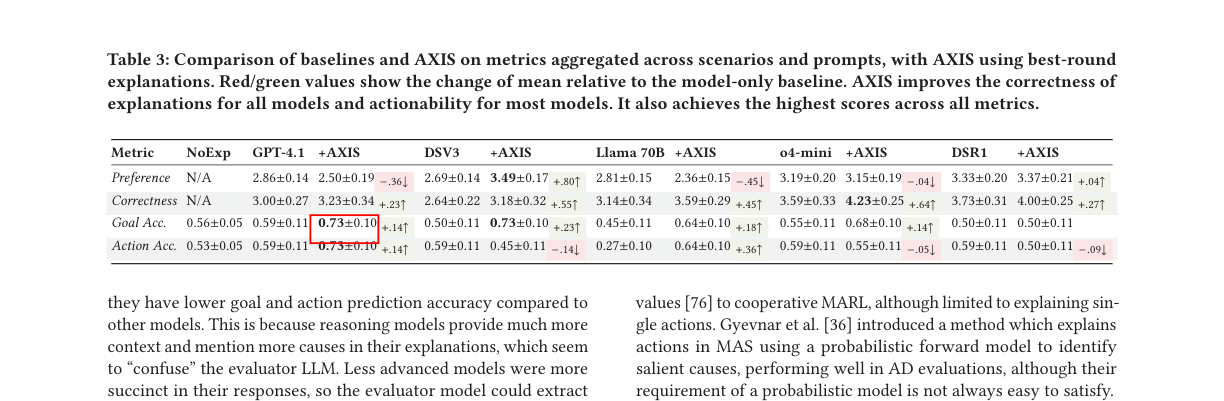 Table 3: Comparison of baselines and AXIS on metrics aggregated across scenarios and prompts, with AXIS using best-round
explanations. Red/green values show the change of mean relative to the model-only baseline. AXIS improves the correctness of
explanations for all models and actionability for most models. It also achieves the highest scores across all metrics.
Metric NoExp GPT-4.1 +AXIS DSV3 +AXIS Llama 70B +AXIS o4-mini +AXIS DSR1 +AXIS
Preference N/A 2.86±0.14 2.50±0.19 −.36↓ 2.69±0.14 3.49±0.17 +.80↑ 2.81±0.15 2.36±0.15 −.45↓ 3.19±0.20 3.15±0.19 −.04↓ 3.33±0.20 3.37±0.21 +.04↑
Correctness N/A 3.00±0.27 3.23±0.34 +.23↑ 2.64±0.22 3.18±0.32 +.55↑ 3.14±0.34 3.59±0.29 +.45↑ 3.59±0.33 4.23±0.25 +.64↑ 3.73±0.31 4.00±0.25 +.27↑
Goal Acc. 0.56±0.05 0.59±0.11 0.73±0.10 +.14↑ 0.50±0.11 0.73±0.10 +.23↑ 0.45±0.11 0.64±0.10 +.18↑ 0.55±0.11 0.68±0.10 +.14↑ 0.50±0.11 0.50±0.11
Action Acc. 0.53±0.05 0.59±0.11 0.73±0.10 +.14↑ 0.59±0.11 0.45±0.11 −.14↓ 0.27±0.10 0.64±0.10 +.36↑ 0.59±0.11 0.55±0.11 −.05↓ 0.59±0.11 0.50±0.11 −.09↓
they have lower goal and action prediction accuracy compared to
other models. This is because reasoning models provide much more
context and mention more causes in their explanations, which seem
to “confuse” the evaluator LLM. Less advanced models were more
succinct in their responses, so the evaluator model could extract
values [76] to cooperative MARL, although limited to explaining sin-
gle actions. Gyevnar et al. [36] introduced a method which explains
actions in MAS using a probabilistic forward model to identify
salient causes, performing well in AD evaluations, although their
requirement of a probabilistic model is not always easy to satisfy.